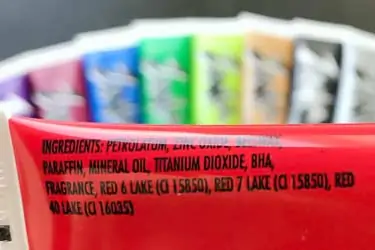 INGREDIENTS: PETROLATUM, ZINC OXIDE,
PARAFFIN, MINERAL OIL, TITANIUM DIOXIDE, BHA,
FRAGRANCE, RED 6 LAKE (CI 15850), RED 7 LAKE (CI 15850), RED
40 LAKE (CI 16035)